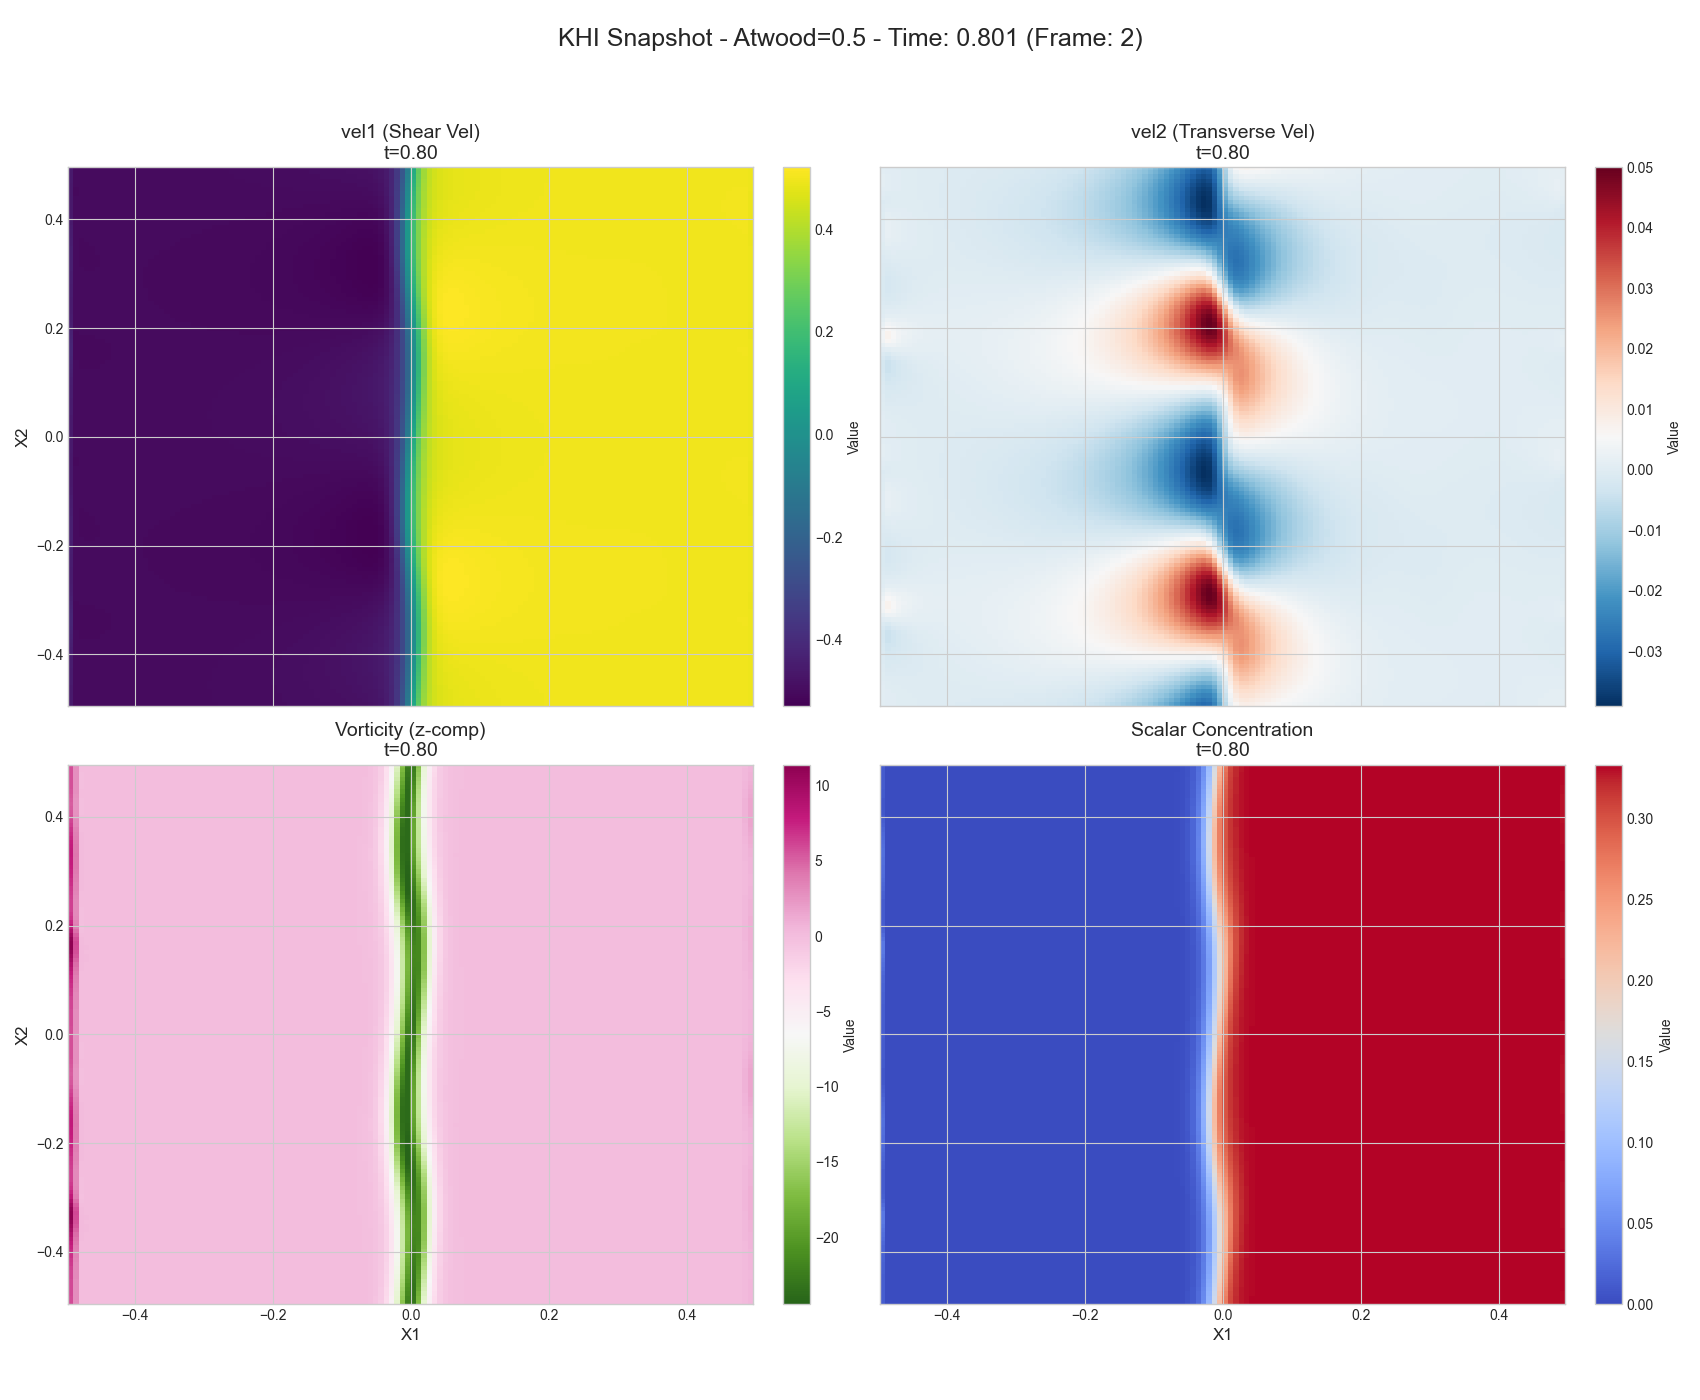 KHI Snapshot - Atwood=0.5 - Time: 0.801 (Frame: 2)
vel1 (Shear Vel)
t=0.80
X2
0.4
0.2
0.0
−0.2
−0.4
0.4
0.2
0.0
−0.2
−0.4
Value
vel2 (Transverse Vel)
t=0.80
0.05
0.04
0.03
0.02
0.01
0.00
−0.01
−0.02
−0.03
Value
Vorticity (z-comp)
t=0.80
X2
0.4
0.2
0.0
−0.2
−0.4
−0.4
−0.2
0.0
0.2
0.4
X1
10
5
0
−5
−10
−15
−20
Value
Scalar Concentration
t=0.80
−0.4
−0.2
0.0
0.2
0.4
X1
0.30
0.25
0.20
0.15
0.10
0.05
0.00
Value